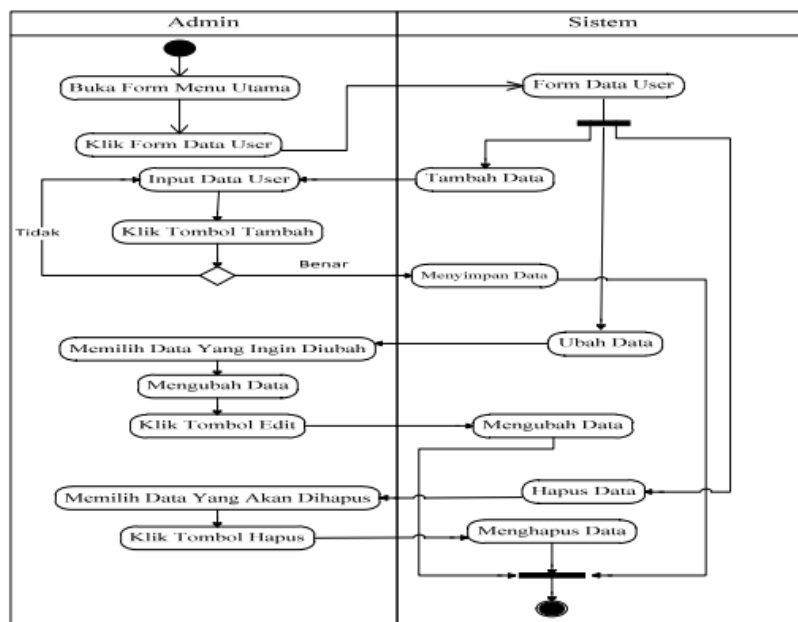 Admin
Sistem
Buka Form Menu Utama
Form Data User
Klik Form Data User
Input Data User
Tambah Data
Tidak
Klik Tombol Tambah
Benar
Menyimpan Data
Memilih Data Yang Ingin Diubah
Ubah Data
Mengubah Data
Klik Tombol Edit
Mengubah Data
Memilih Data Yang Akan Dihapus
Hapus Data
Klik Tombol Hapus
Menghapus Data